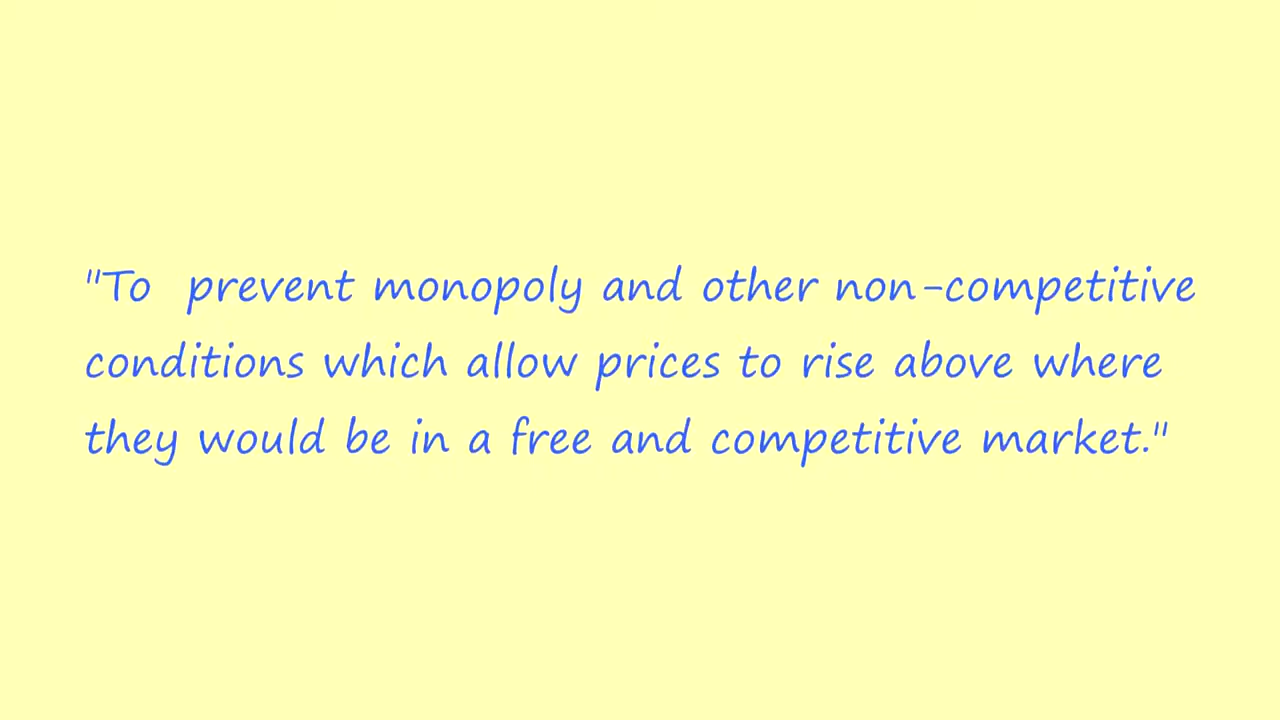 "To  prevent monopoly and other non-competitive
conditions which allow prices to rise above where
they would be in a free and competitive market."